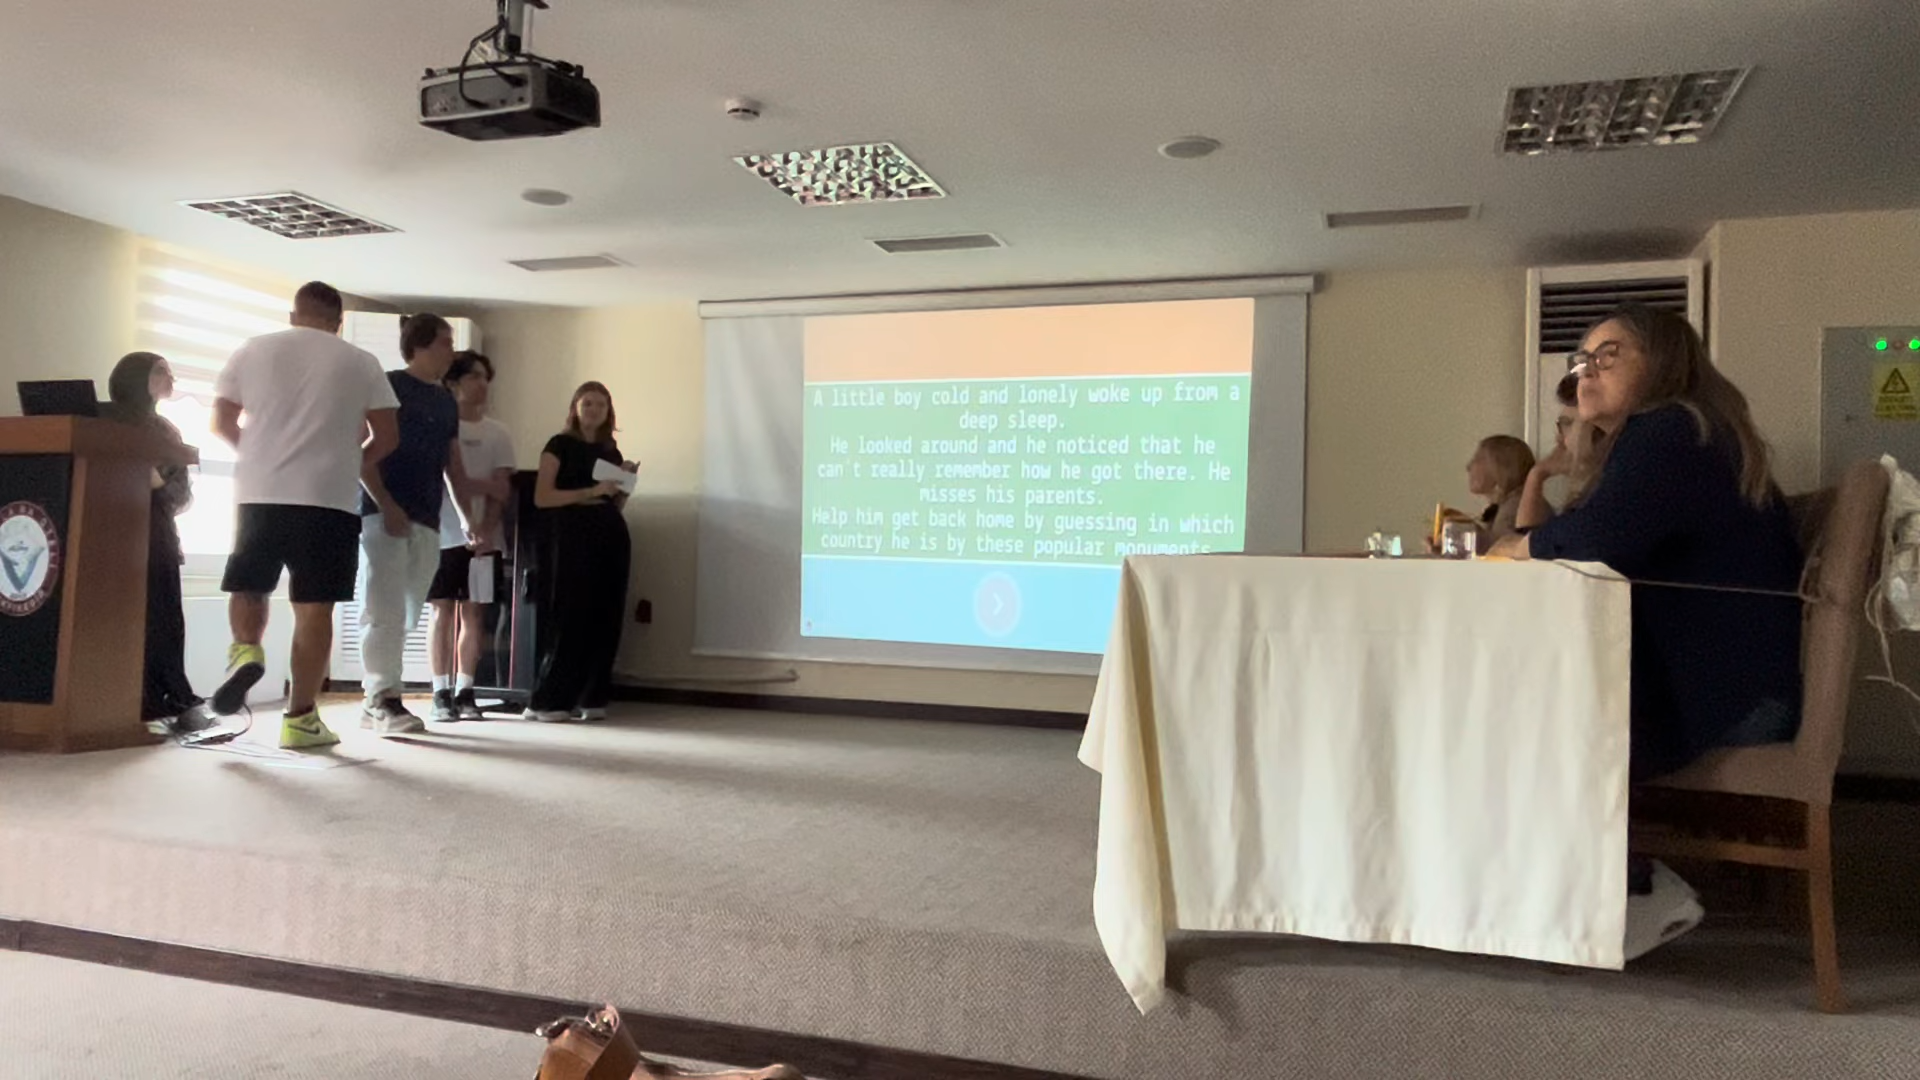 A little boy cold and lonely woke up from a
deep sleep.
He looked around and he noticed that he
can't really remember how he got there. He
misses his parents.
Help him get back home by guessing in which
country he is by these popular monuments.